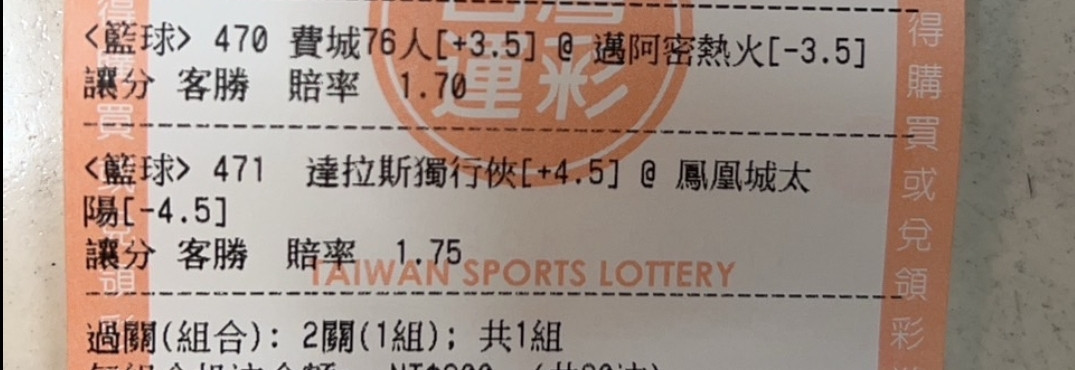 <籃球> 470 費城76人[+3.5] @ 邁阿密熱火[-3.5]
讓分 客勝 賠率 1.70
<籃球> 471 達拉斯獨行俠[+4.5] @ 鳳凰城太
陽[-4.5]
讓分 客勝 賠率 1.75
TAIWAN SPORTS LOTTERY
過關(組合): 2關(1組); 共1組
運彩
得購買或兌領彩